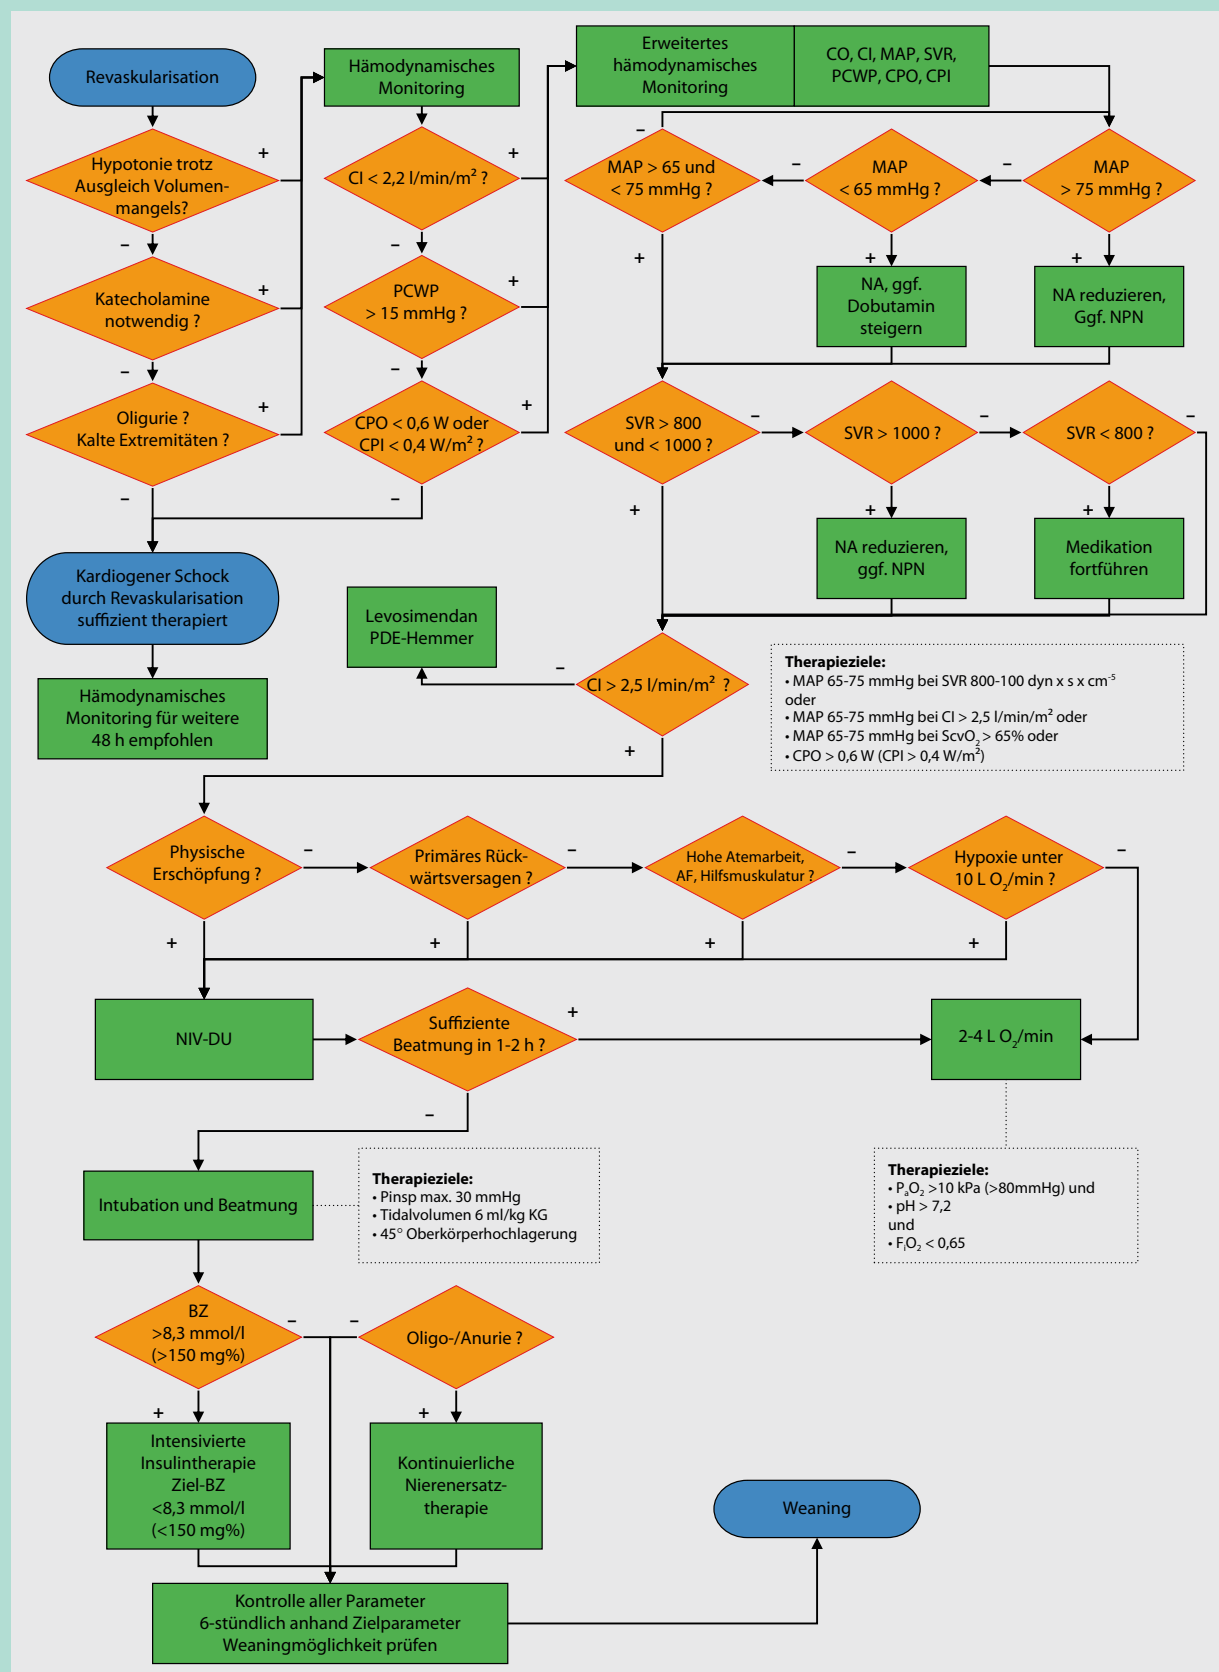 Revaskularisation
+
Hypotonie trotz
Ausgleich Volumen-
mangels?
–
+
Katecholamine
notwendig ?
–
+
Oligurie ?
Kalte Extremitäten ?
–
Kardiogener Schock
durch Revaskularisation
suffizient therapiert
Hämodynamisches
Monitoring für weitere
48 h empfohlen
Hämodynamisches
Monitoring
+
CI < 2,2 l/min/m² ?
–
+
PCWP
> 15 mmHg ?
–
+
CPO < 0,6 W oder
CPI < 0,4 W/m² ?
–
Erweitertes
hämodynamisches
Monitoring
CO, CI, MAP, SVR,
PCWP, CPO, CPI
–
MAP > 65 und
< 75 mmHg ?
+
–
MAP
< 65 mmHg ?
+
–
MAP
> 75 mmHg ?
+
NA, ggf.
Dobutamin
steigern
NA reduzieren,
Ggf. NPN
SVR > 800
und < 1000 ?
–
+
SVR > 1000 ?
–
+
SVR < 800 ?
–
+
NA reduzieren,
ggf. NPN
Medikation
fortführen
Levosimendan
PDE-Hemmer
–
CI > 2,5 l/min/m² ?
+
Therapieziele:
• MAP 65-75 mmHg bei SVR 800-100 dyn x s x cm⁻⁵
oder
• MAP 65-75 mmHg bei CI > 2,5 l/min/m² oder
• MAP 65-75 mmHg bei ScvO₂ > 65% oder
• CPO > 0,6 W (CPI > 0,4 W/m²)
Physische
Erschöpfung ?
–
+
Primäres Rück-
wärtsversagen ?
–
+
Hohe Atemarbeit,
AF, Hilfsmuskulatur ?
–
+
Hypoxie unter
10 L O₂/min ?
–
+
NIV-DU
Suffiziente
Beatmung in 1-2 h ?
+
–
2-4 L O₂/min
Intubation und Beatmung
Therapieziele:
• Pinsp max. 30 mmHg
• Tidalvolumen 6 ml/kg KG
• 45° Oberkörperhochlagerung
Therapieziele:
• PₐO₂ >10 kPa (>80mmHg) und
• pH > 7,2
und
• FᵢO₂ < 0,65
BZ
>8,3 mmol/l
(>150 mg%)
–
+
–
Oligo-/Anurie ?
+
Intensivierte
Insulintherapie
Ziel-BZ
<8,3 mmol/l
(<150 mg%)
Kontinuierliche
Nierenersatz-
therapie
Weaning
Kontrolle aller Parameter
6-stündlich anhand Zielparameter
Weaningmöglichkeit prüfen